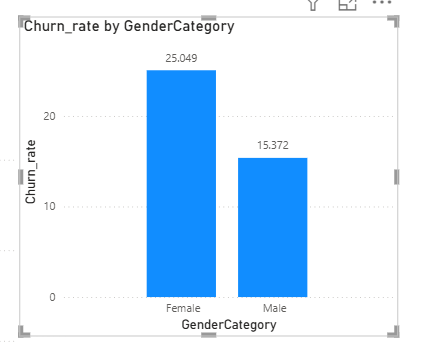 Churn_rate by GenderCategory
25.049
15.372
20
10
0
Churn_rate
Female
Male
GenderCategory